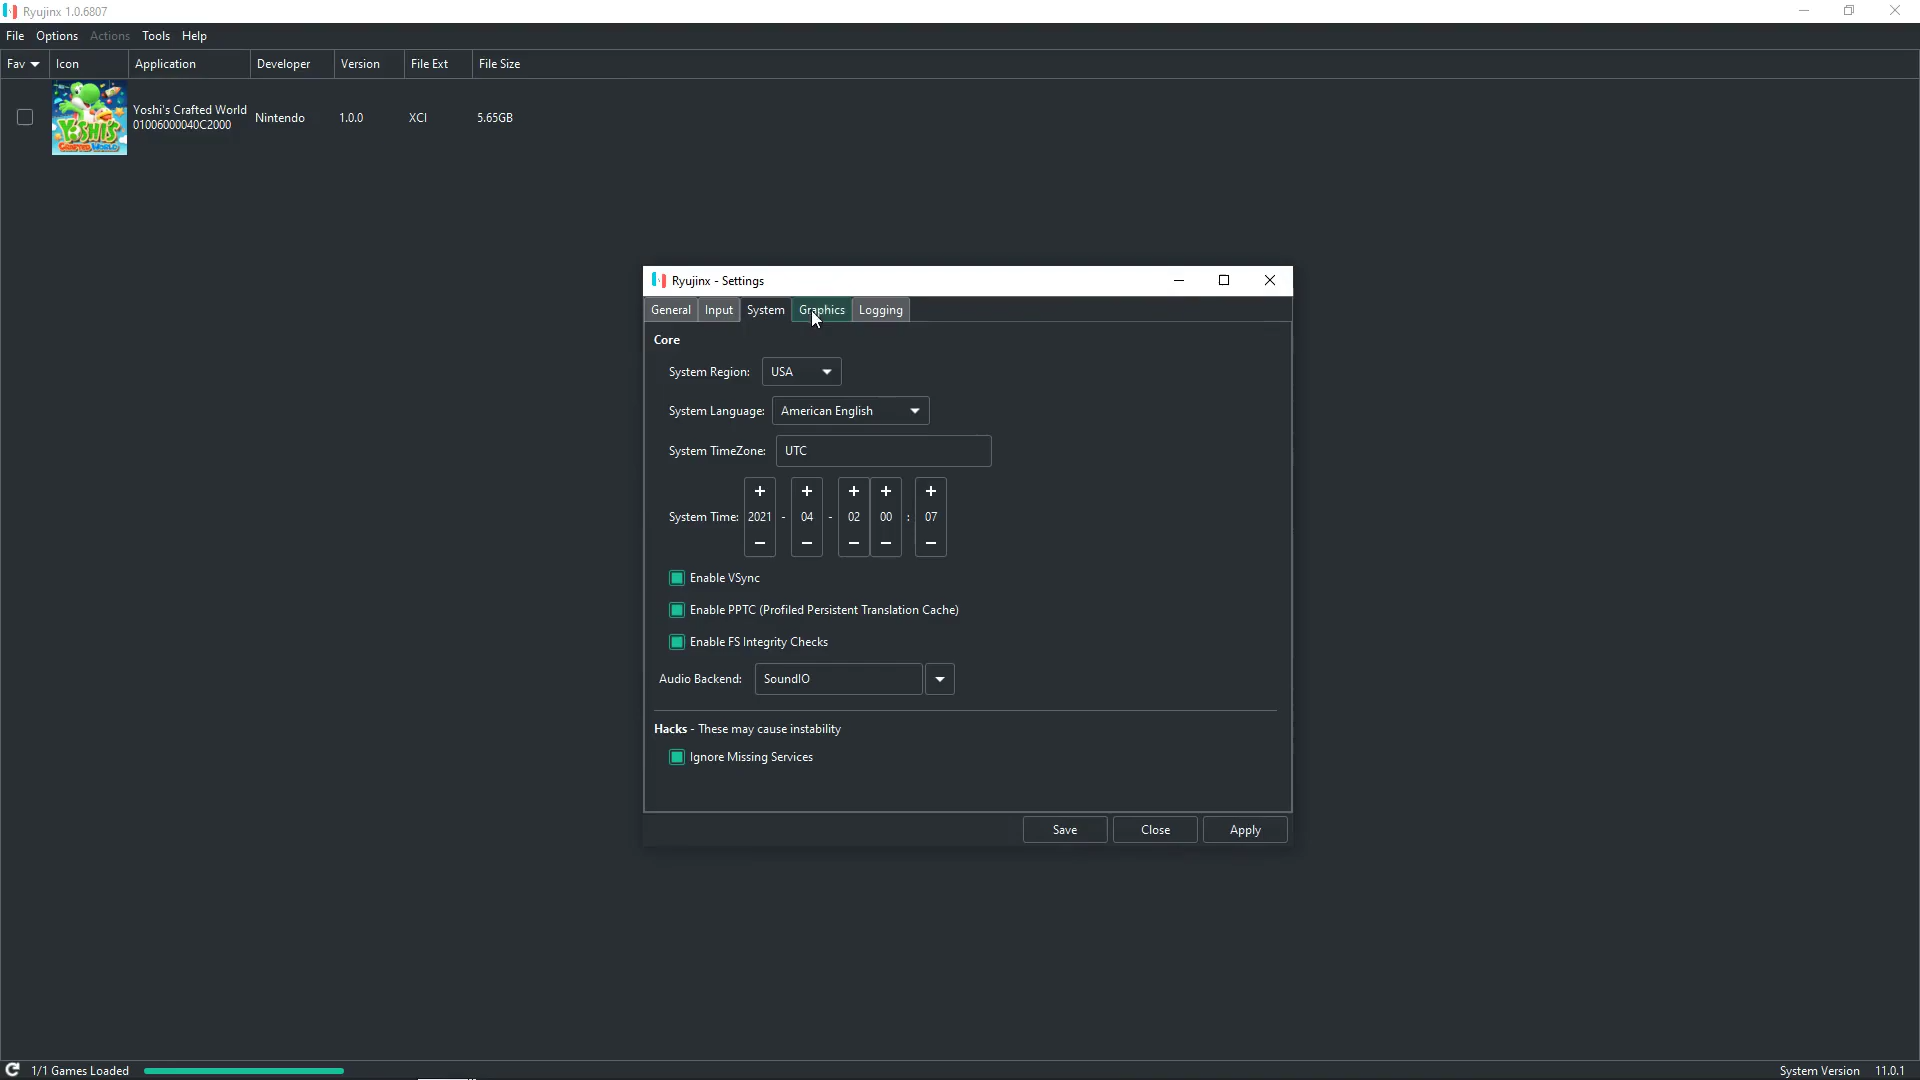 Ryujinx 1.0.6807
File Options Actions Tools Help
Fav Icon Application Developer Version File Ext File Size
YOSHI'S
CRAFTED WORLD
Yoshi's Crafted World
01006000040C2000
Nintendo 1.0.0 XCI 5.65GB
Ryujinx - Settings
General Input System Graphics Logging
Core
System Region: USA
System Language: American English
System TimeZone: UTC
+ + + + +
System Time: 2021 - 04 - 02 00 : 07
− − − − −
Enable VSync
Enable PPTC (Profiled Persistent Translation Cache)
Enable FS Integrity Checks
Audio Backend: SoundIO
Hacks - These may cause instability
Ignore Missing Services
Save Close Apply
1/1 Games Loaded System Version 11.0.1